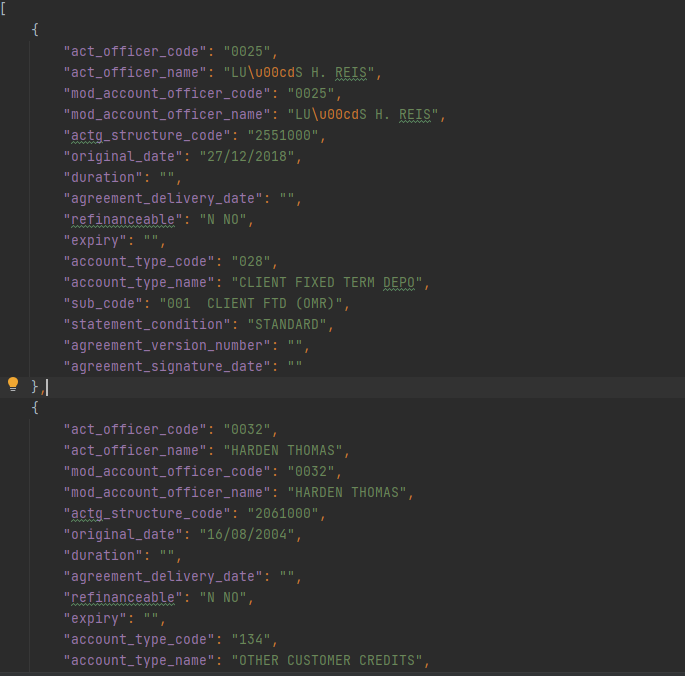 [
{
"act_officer_code": "0025",
"act_officer_name": "LU\u00cdS H. REIS",
"mod_account_officer_code": "0025",
"mod_account_officer_name": "LU\u00cdS H. REIS",
"actg_structure_code": "2551000",
"original_date": "27/12/2018",
"duration": "",
"agreement_delivery_date": "",
"refinanceable": "N NO",
"expiry": "",
"account_type_code": "028",
"account_type_name": "CLIENT FIXED TERM DEPO",
"sub_code": "001  CLIENT FTD (OMR)",
"statement_condition": "STANDARD",
"agreement_version_number": "",
"agreement_signature_date": ""
},
{
"act_officer_code": "0032",
"act_officer_name": "HARDEN THOMAS",
"mod_account_officer_code": "0032",
"mod_account_officer_name": "HARDEN THOMAS",
"actg_structure_code": "2061000",
"original_date": "16/08/2004",
"duration": "",
"agreement_delivery_date": "",
"refinanceable": "N NO",
"expiry": "",
"account_type_code": "134",
"account_type_name": "OTHER CUSTOMER CREDITS",